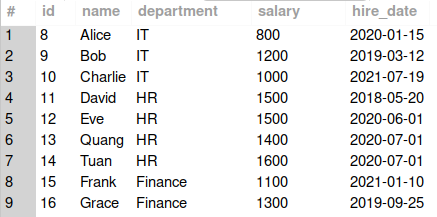 # id name department salary hire_date
1 8 Alice IT 800 2020-01-15
2 9 Bob IT 1200 2019-03-12
3 10 Charlie IT 1000 2021-07-19
4 11 David HR 1500 2018-05-20
5 12 Eve HR 1500 2020-06-01
6 13 Quang HR 1400 2020-07-01
7 14 Tuan HR 1600 2020-07-01
8 15 Frank Finance 1100 2021-01-10
9 16 Grace Finance 1300 2019-09-25